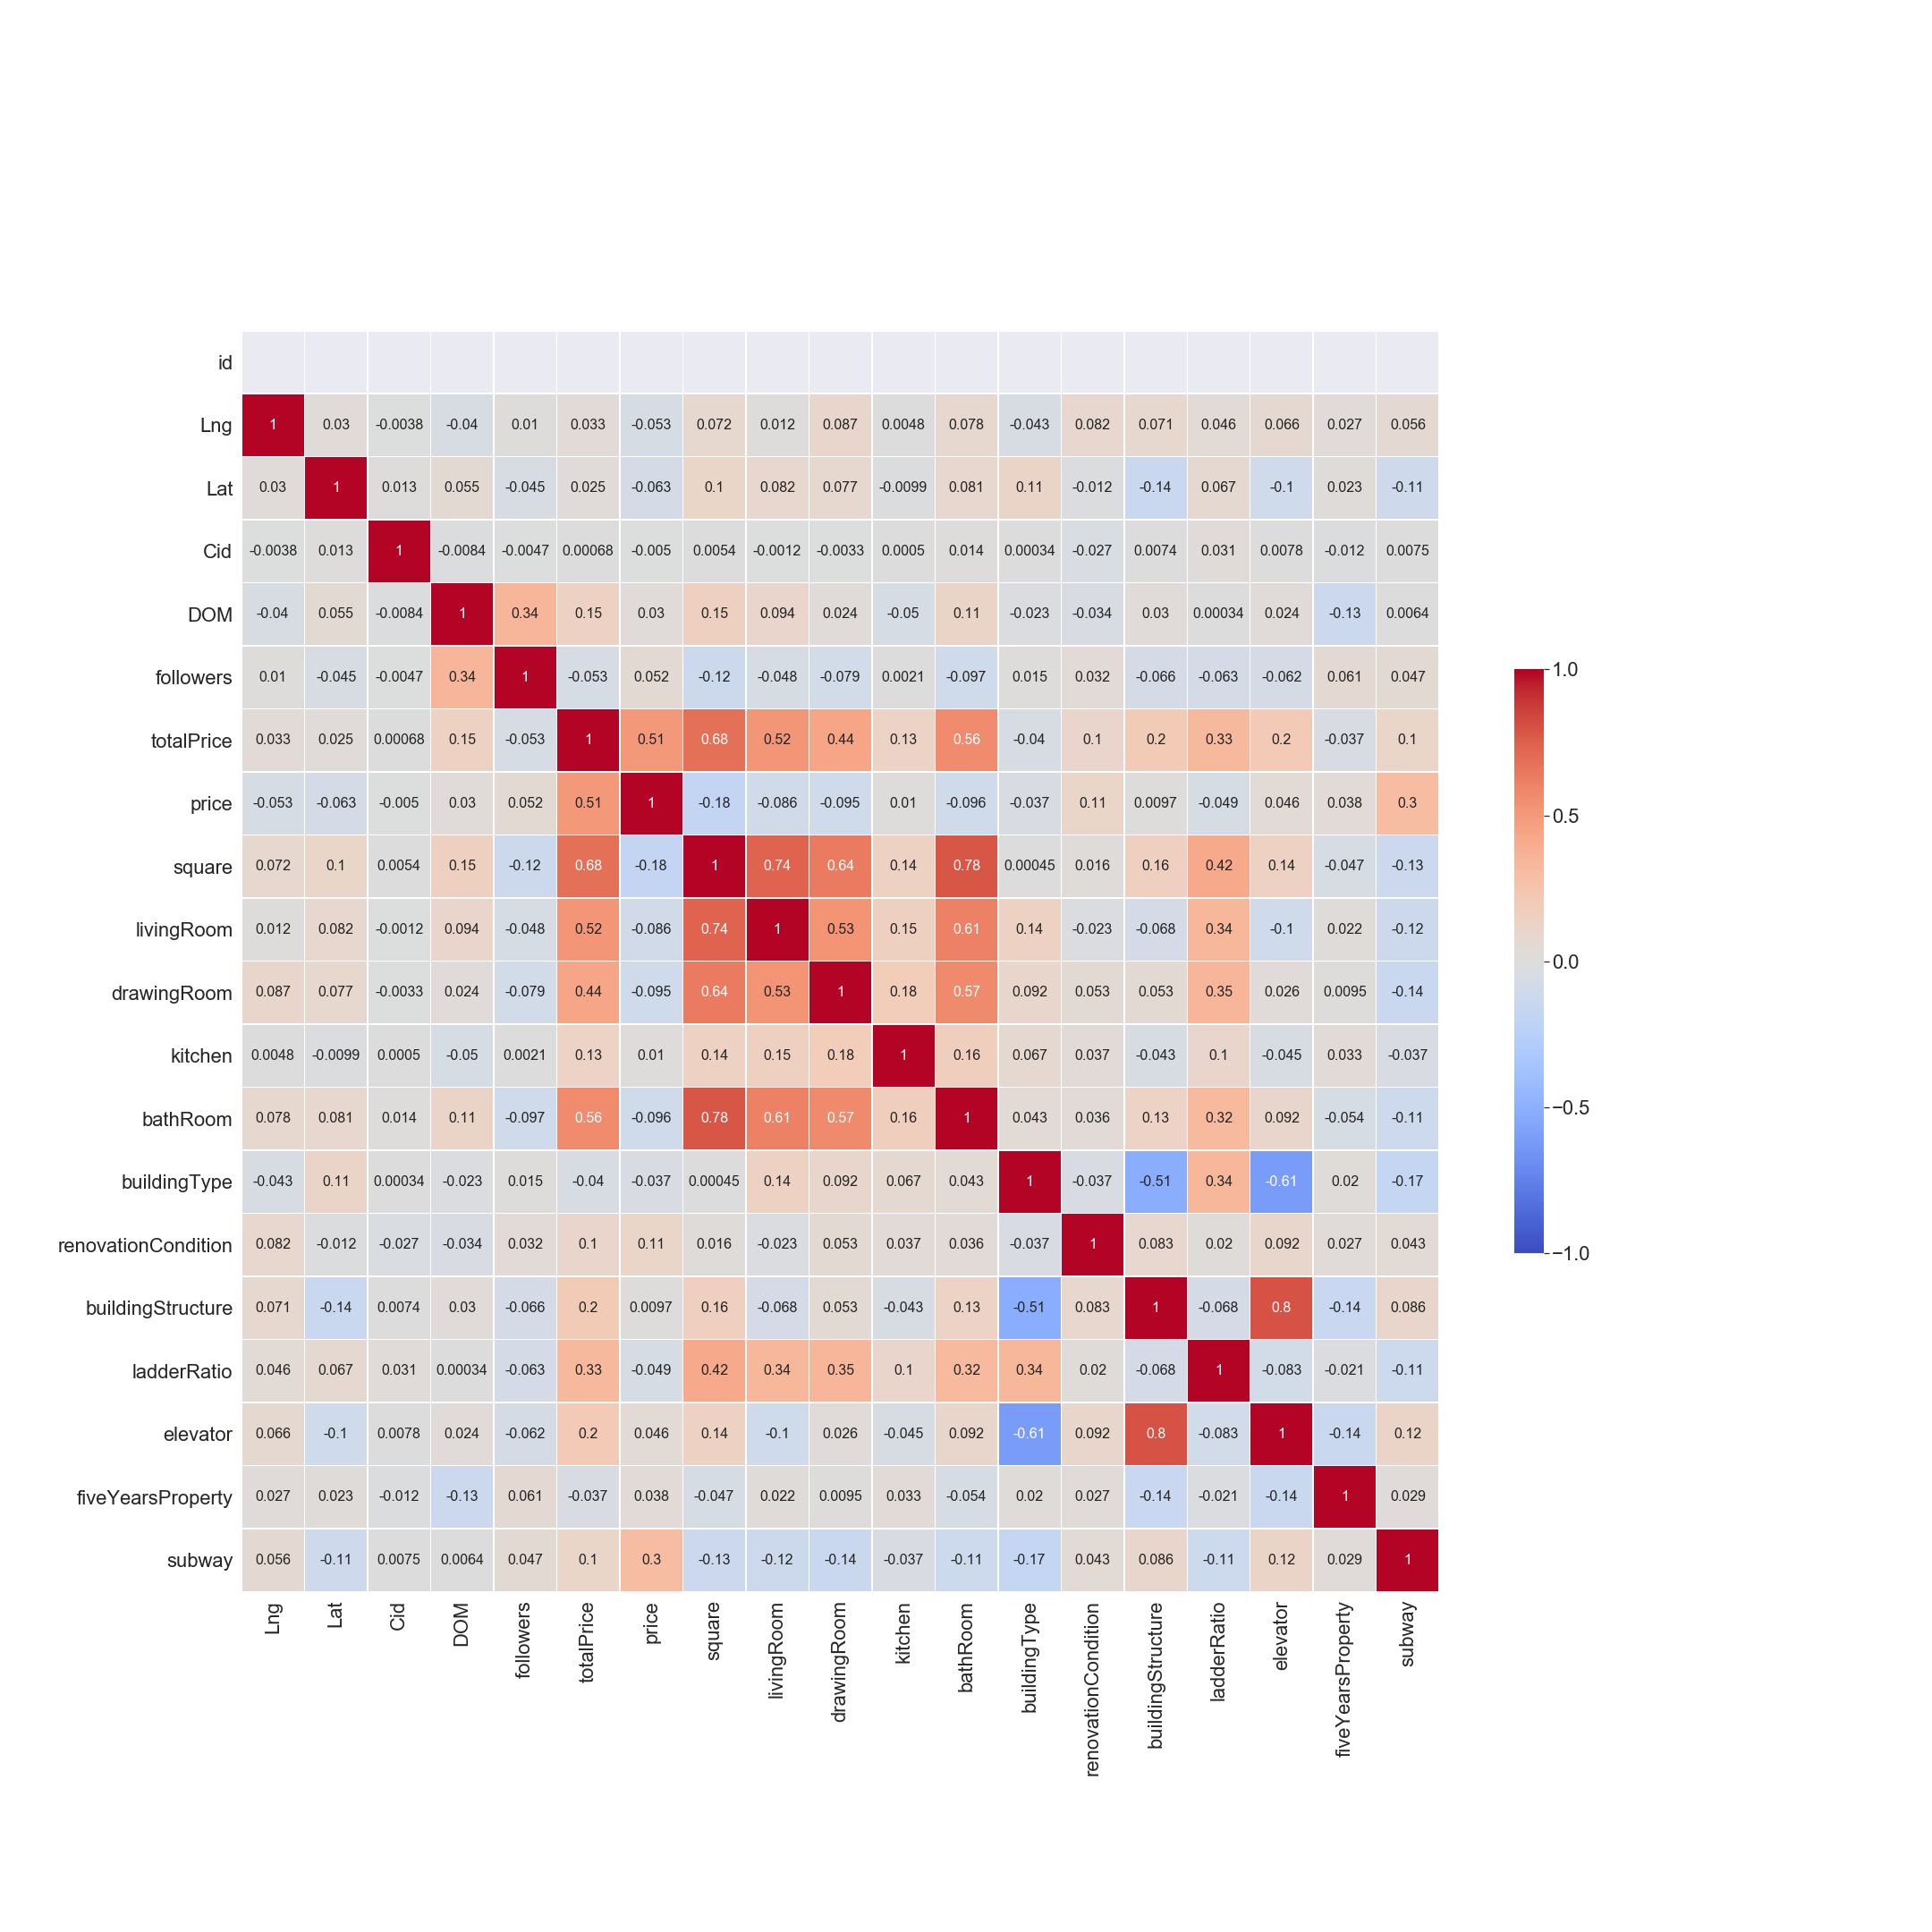 id
Lng 1 0.03 -0.0038 -0.04 0.01 0.033 -0.053 0.072 0.012 0.087 0.0048 0.078 -0.043 0.082 0.071 0.046 0.066 0.027 0.056
Lat 0.03 1 0.013 0.055 -0.045 0.025 -0.063 0.1 0.082 0.077 -0.0099 0.081 0.11 -0.012 -0.14 0.067 -0.1 0.023 -0.11
Cid -0.0038 0.013 1 -0.0084 -0.0047 0.00068 -0.005 0.0054 -0.0012 -0.0033 0.0005 0.014 0.00034 -0.027 0.0074 0.031 0.0078 -0.012 0.0075
DOM -0.04 0.055 -0.0084 1 0.34 0.15 0.03 0.15 0.094 0.024 -0.05 0.11 -0.023 -0.034 0.03 0.00034 0.024 -0.13 0.0064
followers 0.01 -0.045 -0.0047 0.34 1 -0.053 0.052 -0.12 -0.048 -0.079 0.0021 -0.097 0.015 0.032 -0.066 -0.063 -0.062 0.061 0.047
1.0
totalPrice 0.033 0.025 0.00068 0.15 -0.053 1 0.51 0.68 0.52 0.44 0.13 0.56 -0.04 0.1 0.2 0.33 0.2 -0.037 0.1
price -0.053 -0.063 -0.005 0.03 0.052 0.51 1 -0.18 -0.086 -0.095 0.01 -0.096 -0.037 0.11 0.0097 -0.049 0.046 0.038 0.3
0.5
square 0.072 0.1 0.0054 0.15 -0.12 0.68 -0.18 1 0.74 0.64 0.14 0.78 0.00045 0.016 0.16 0.42 0.14 -0.047 -0.13
livingRoom 0.012 0.082 -0.0012 0.094 -0.048 0.52 -0.086 0.74 1 0.53 0.15 0.61 0.14 -0.023 -0.068 0.34 -0.1 0.022 -0.12
0.0
drawingRoom 0.087 0.077 -0.0033 0.024 -0.079 0.44 -0.095 0.64 0.53 1 0.18 0.57 0.092 0.053 0.053 0.35 0.026 0.0095 -0.14
kitchen 0.0048 -0.0099 0.0005 -0.05 0.0021 0.13 0.01 0.14 0.15 0.18 1 0.16 0.067 0.037 -0.043 0.1 -0.045 0.033 -0.037
−0.5
bathRoom 0.078 0.081 0.014 0.11 -0.097 0.56 -0.096 0.78 0.61 0.57 0.16 1 0.043 0.036 0.13 0.32 0.092 -0.054 -0.11
buildingType -0.043 0.11 0.00034 -0.023 0.015 -0.04 -0.037 0.00045 0.14 0.092 0.067 0.043 1 -0.037 -0.51 0.34 -0.61 0.02 -0.17
renovationCondition 0.082 -0.012 -0.027 -0.034 0.032 0.1 0.11 0.016 -0.023 0.053 0.037 0.036 -0.037 1 0.083 0.02 0.092 0.027 0.043
−1.0
buildingStructure 0.071 -0.14 0.0074 0.03 -0.066 0.2 0.0097 0.16 -0.068 0.053 -0.043 0.13 -0.51 0.083 1 -0.068 0.8 -0.14 0.086
ladderRatio 0.046 0.067 0.031 0.00034 -0.063 0.33 -0.049 0.42 0.34 0.35 0.1 0.32 0.34 0.02 -0.068 1 -0.083 -0.021 -0.11
elevator 0.066 -0.1 0.0078 0.024 -0.062 0.2 0.046 0.14 -0.1 0.026 -0.045 0.092 -0.61 0.092 0.8 -0.083 1 -0.14 0.12
fiveYearsProperty 0.027 0.023 -0.012 -0.13 0.061 -0.037 0.038 -0.047 0.022 0.0095 0.033 -0.054 0.02 0.027 -0.14 -0.021 -0.14 1 0.029
subway 0.056 -0.11 0.0075 0.0064 0.047 0.1 0.3 -0.13 -0.12 -0.14 -0.037 -0.11 -0.17 0.043 0.086 -0.11 0.12 0.029 1
Lng
Lat
Cid
DOM
followers
totalPrice
price
square
livingRoom
drawingRoom
kitchen
bathRoom
buildingType
renovationCondition
buildingStructure
ladderRatio
elevator
fiveYearsProperty
subway